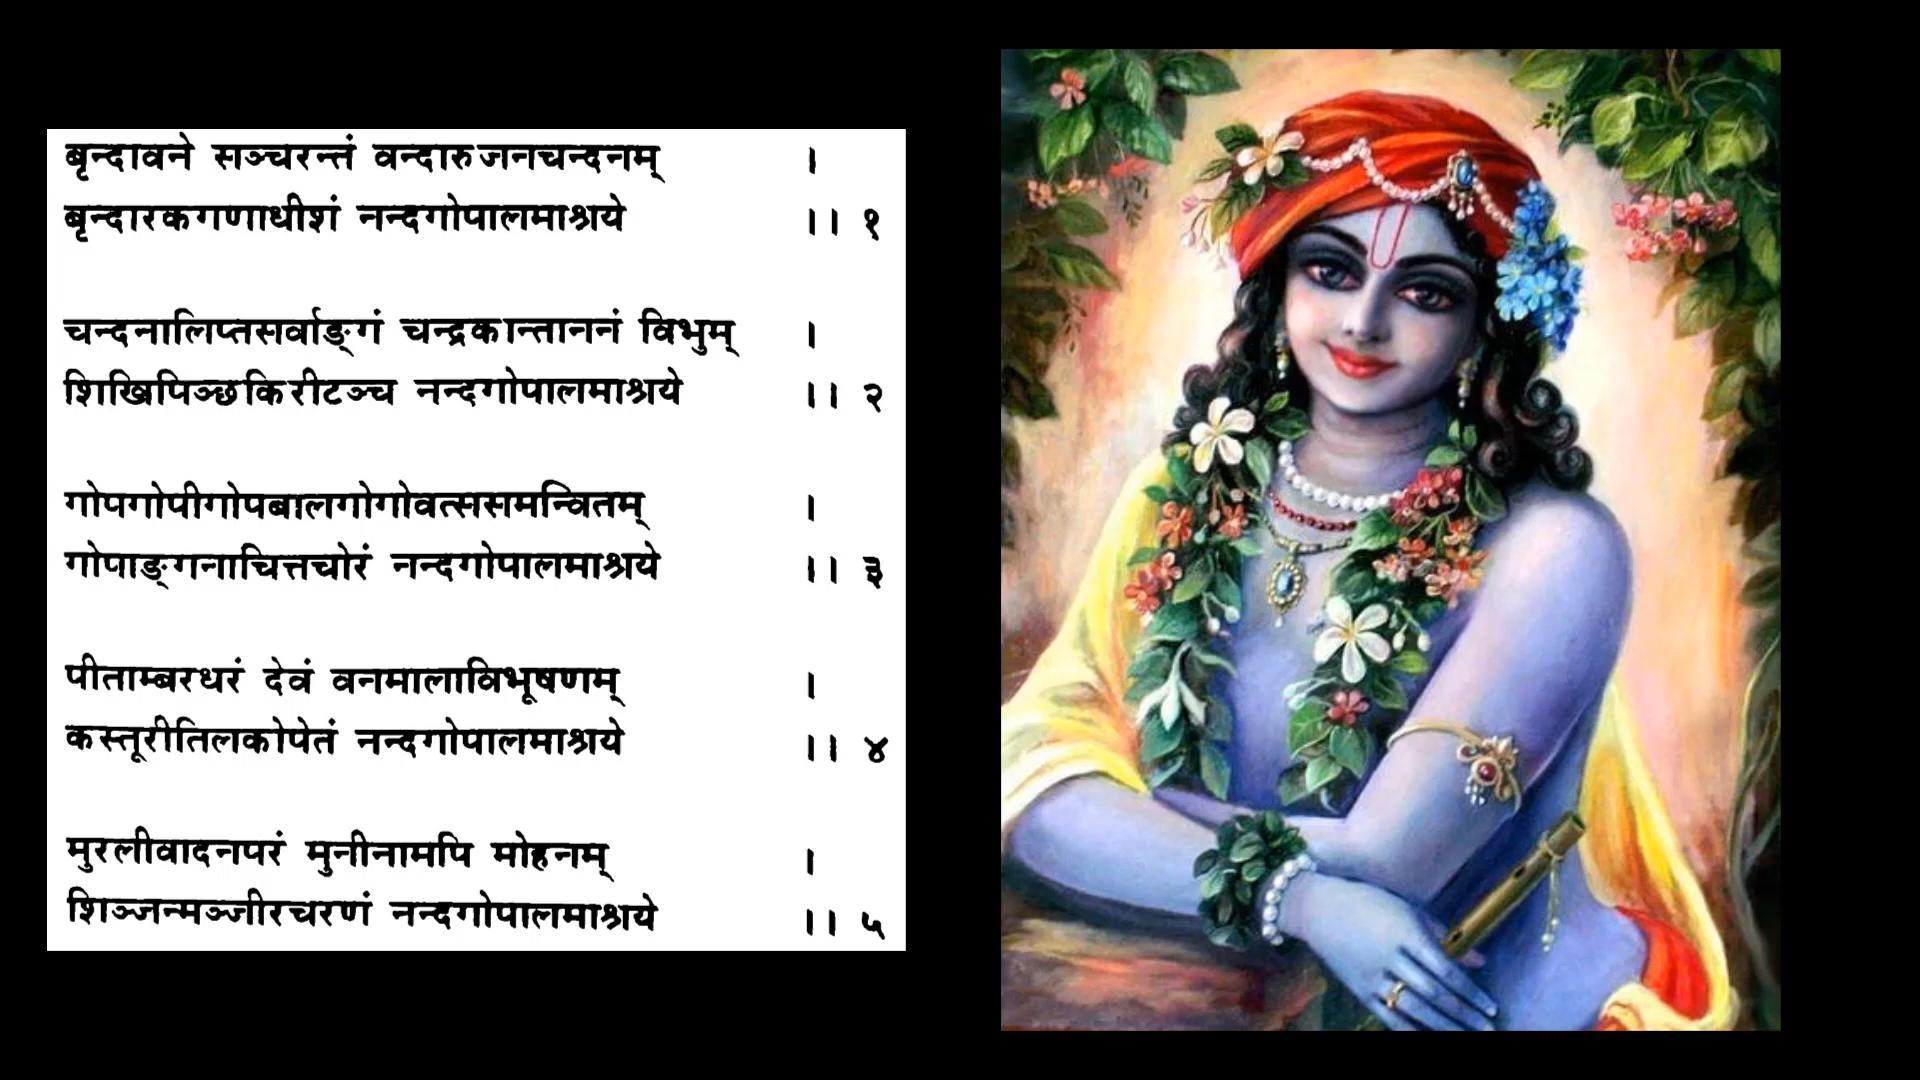 बृन्दावने सञ्चरन्तं वन्दारुजनचन्दनम् ।
बृन्दारकगणाधीशं नन्दगोपालमाश्रये ।। १
चन्दनालिप्तसर्वाङ्गं चन्द्रकान्ताननं विभुम् ।
शिखिपिञ्छकिरीटञ्च नन्दगोपालमाश्रये ।। २
गोपगोपीगोपबालगोगोवत्ससमन्वितम् ।
गोपाङ्गनाचित्तचोरं नन्दगोपालमाश्रये ।। ३
पीताम्बरधरं देवं वनमालाविभूषणम् ।
कस्तूरीतिलकोपेतं नन्दगोपालमाश्रये ।। ४
मुरलीवादनपरं मुनीनामपि मोहनम् ।
शिञ्जन्मञ्जीरचरणं नन्दगोपालमाश्रये ।। ५